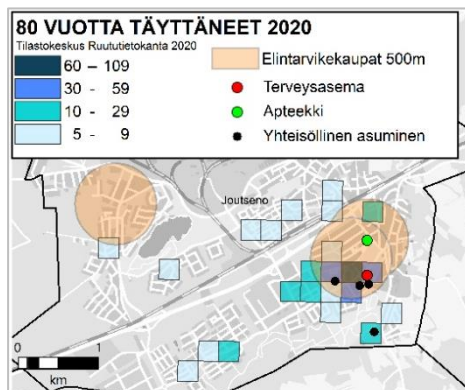 80 VUOTTA TÄYTTÄNEET 2020
Tilastokeskus Ruututietokanta 2020
60 – 109
30 - 59
10 - 29
5 - 9
Elintarvikekaupat 500m
Terveysasema
Apteekki
Yhteisöllinen asuminen
Joutseno
0 1
km